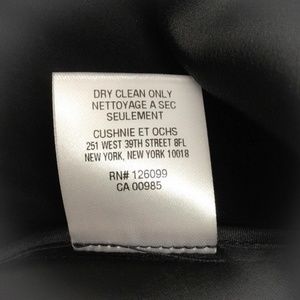 DRY CLEAN ONLY
NETTOYAGE A SEC
SEULEMENT
CUSHNIE ET OCHS
251 WEST 39TH STREET 8FL
NEW YORK, NEW YORK 10018
RN# 126099
CA 00985